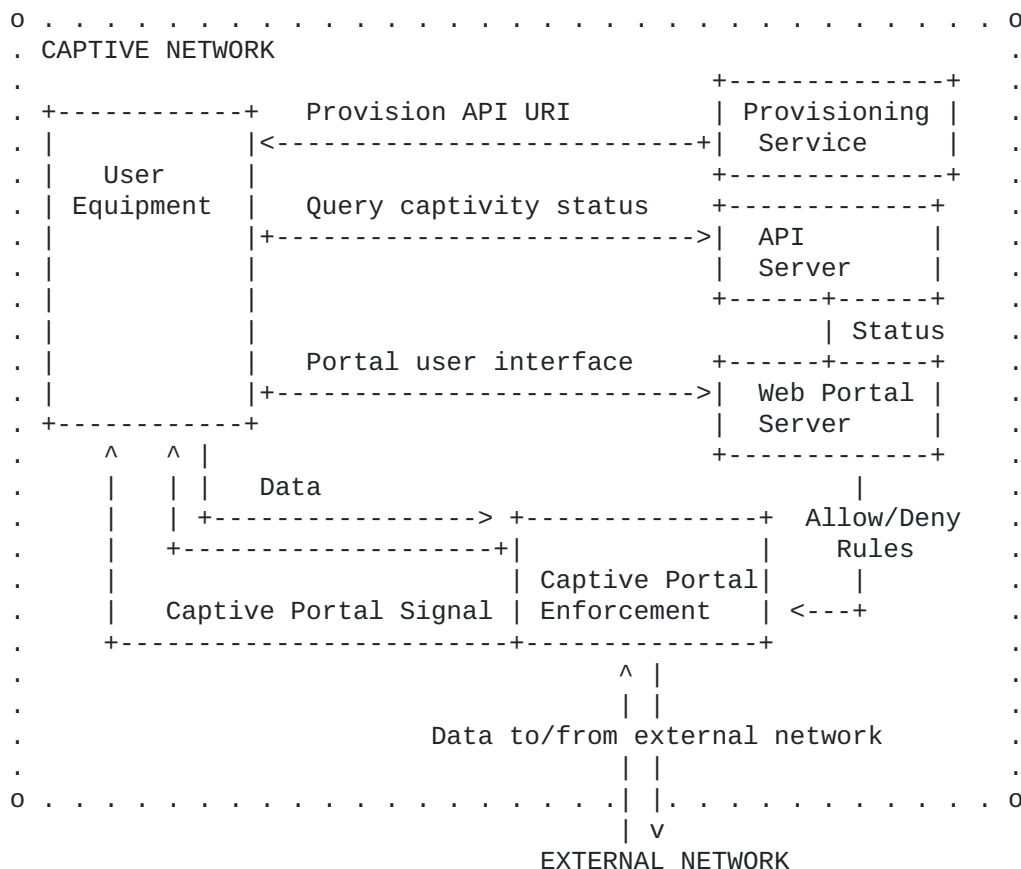 CAPTIVE NETWORK
Provision API URI
Provisioning
Service
User
Equipment
Query captivity status
API
Server
Status
Portal user interface
Web Portal
Server
Data
Allow/Deny
Rules
Captive Portal
Enforcement
Captive Portal Signal
Data to/from external network
EXTERNAL NETWORK